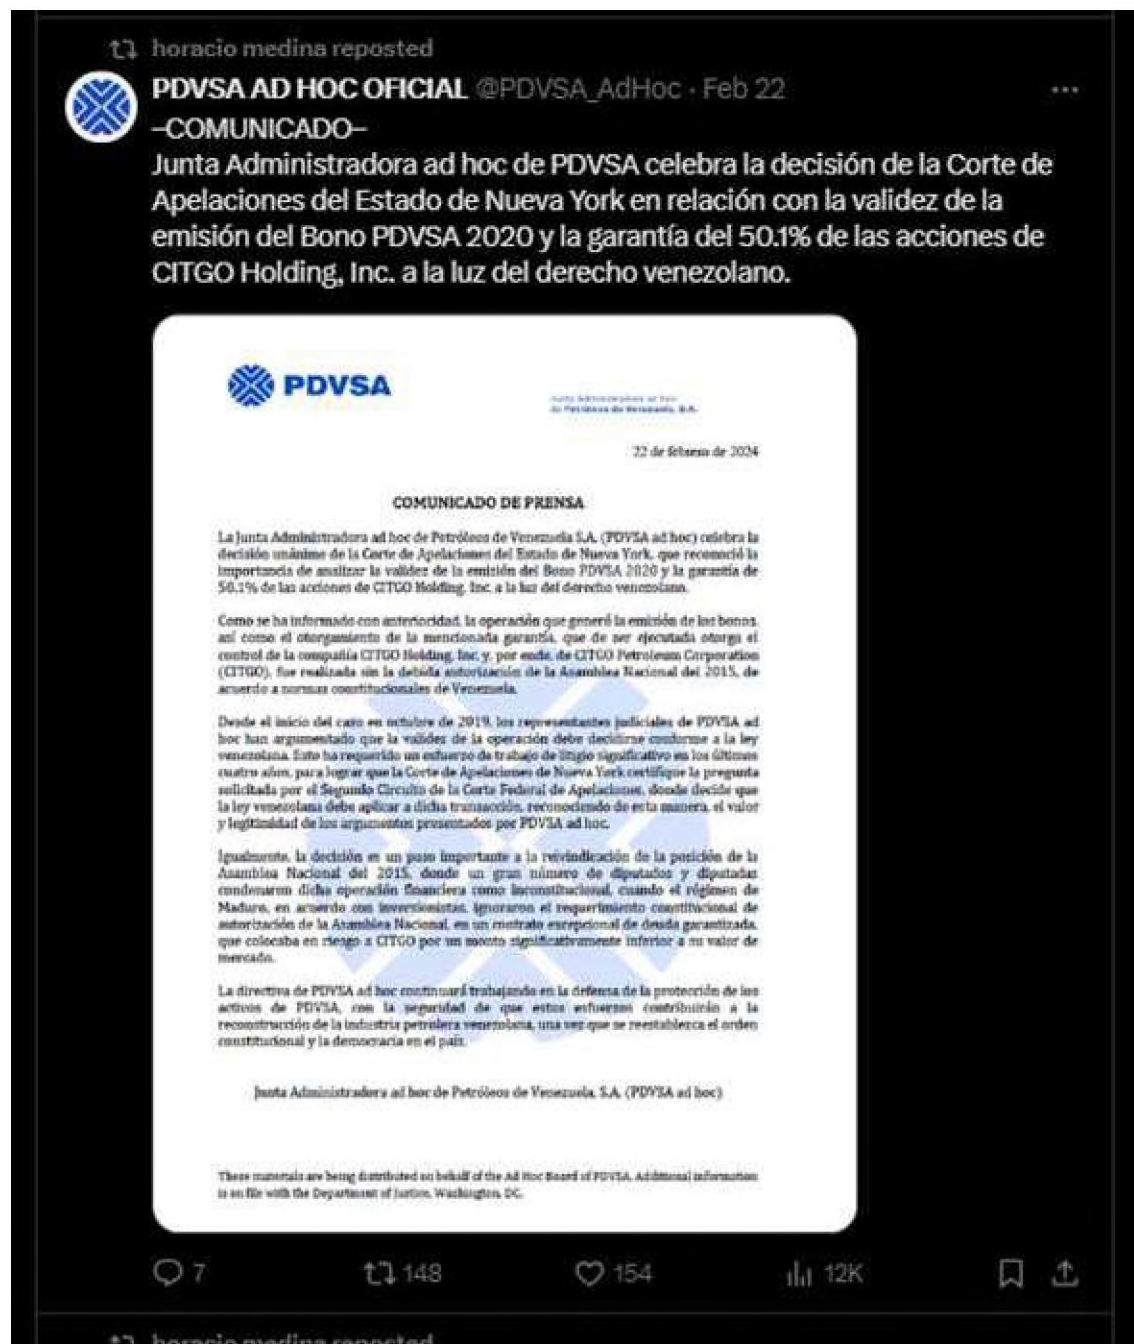 horacio medina reposted
PDVSA AD HOC OFICIAL @PDVSA_AdHoc · Feb 22
–COMUNICADO–
Junta Administradora ad hoc de PDVSA celebra la decisión de la Corte de
Apelaciones del Estado de Nueva York en relación con la validez de la
emisión del Bono PDVSA 2020 y la garantía del 50.1% de las acciones de
CITGO Holding, Inc. a la luz del derecho venezolano.
PDVSA
Junta Administradora ad hoc
de Petróleos de Venezuela, S.A.
22 de febrero de 2024
COMUNICADO DE PRENSA
La Junta Administradora ad hoc de Petróleos de Venezuela S.A. (PDVSA ad hoc) celebra la
decisión unánime de la Corte de Apelaciones del Estado de Nueva York, que reconoció la
importancia de analizar la validez de la emisión del Bono PDVSA 2020 y la garantía de
50.1% de las acciones de CITGO Holding, Inc. a la luz del derecho venezolano.
Como se ha informado con anterioridad, la operación que generó la emisión de los bonos,
así como el otorgamiento de la mencionada garantía, que de ser ejecutada otorga el
control de la compañía CITGO Holding, Inc. y, por ende, de CITGO Petroleum Corporation
(CITGO), fue realizada sin la debida autorización de la Asamblea Nacional del 2015, de
acuerdo a normas constitucionales de Venezuela.
Desde el inicio del caso en octubre de 2019, los representantes judiciales de PDVSA ad
hoc han argumentado que la validez de la operación debe decidirse conforme a la ley
venezolana. Esto ha requerido un esfuerzo de trabajo de litigio significativo en los últimos
cuatro años, para lograr que la Corte de Apelaciones de Nueva York certifique la pregunta
solicitada por el Segundo Circuito de la Corte Federal de Apelaciones, donde decide que
la ley venezolana debe aplicar a dicha transacción, reconociendo de esta manera, el valor
y legitimidad de los argumentos presentados por PDVSA ad hoc.
Igualmente, la decisión es un paso importante a la reivindicación de la posición de la
Asamblea Nacional del 2015, donde un gran número de diputados y diputadas
condenaron dicha operación financiera como inconstitucional, cuando el régimen de
Maduro, en acuerdo con inversionistas, ignoraron el requerimiento constitucional de
autorización de la Asamblea Nacional, en un contrato excepcional de deuda garantizada,
que colocaba en riesgo a CITGO por un monto significativamente inferior a su valor de
mercado.
La directiva de PDVSA ad hoc continuará trabajando en la defensa de la protección de los
activos de PDVSA, con la seguridad de que estos esfuerzos contribuirán a la
reconstrucción de la industria petrolera venezolana, una vez que se reestablezca el orden
constitucional y la democracia en el país.
Junta Administradora ad hoc de Petróleos de Venezuela, S.A. (PDVSA ad hoc)
These materials are being distributed on behalf of the Ad Hoc Board of PDVSA. Additional information
is on file with the Department of Justice, Washington, DC.
7 148 154 12K
horacio medina reposted